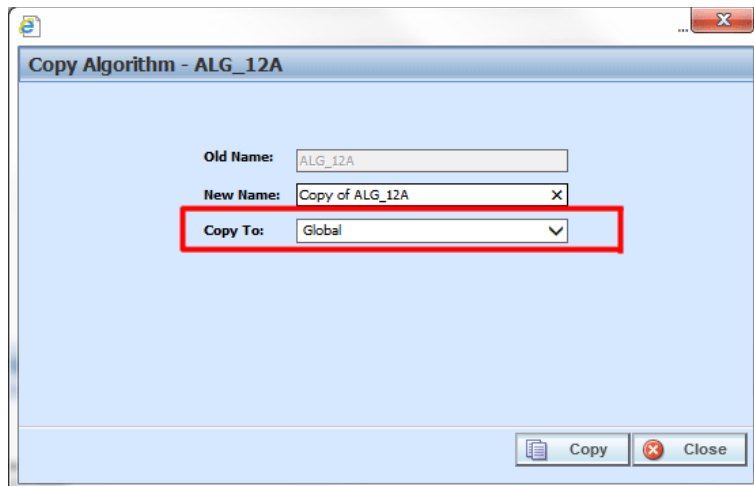 ...
Copy Algorithm - ALG_12A
Old Name: ALG_12A
New Name: Copy of ALG_12A
Copy To: Global
Copy Close